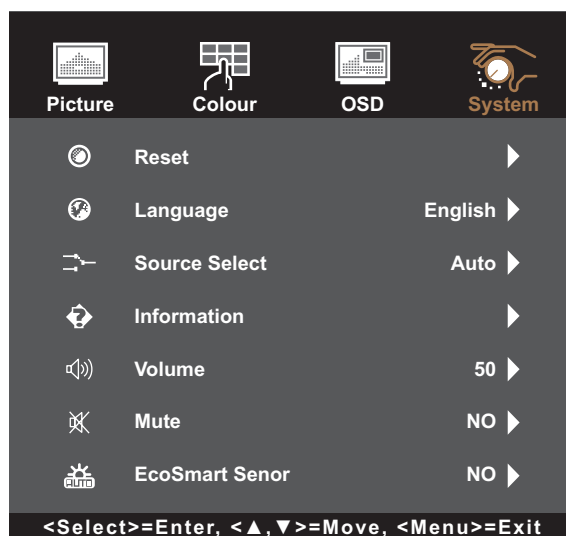 Picture Colour OSD System
Reset
Language English
Source Select Auto
Information
Volume 50
Mute NO
AUTO EcoSmart Senor NO
<Select>=Enter, <▲,▼>=Move, <Menu>=Exit